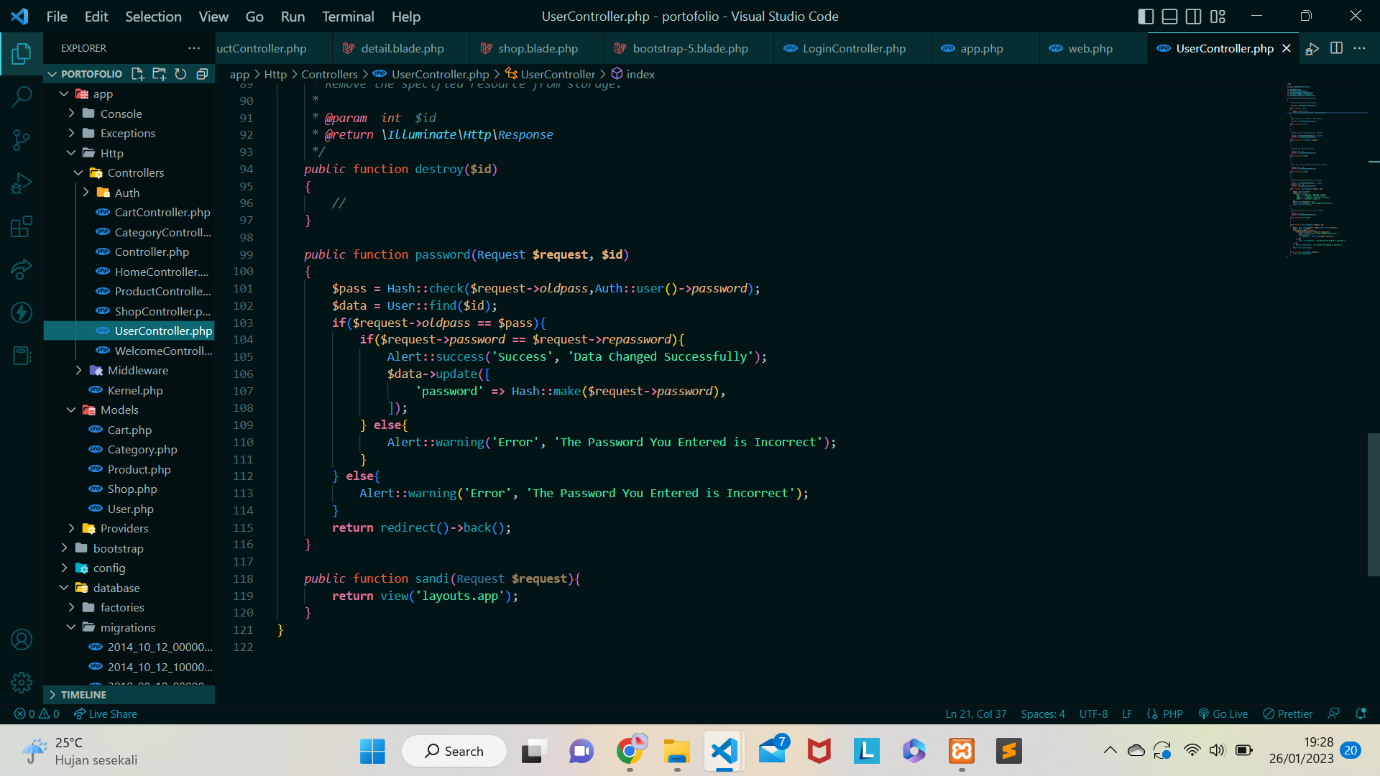 File Edit Selection View Go Run Terminal Help
UserController.php - portofolio - Visual Studio Code
EXPLORER
uctController.php
detail.blade.php
shop.blade.php
bootstrap-5.blade.php
LoginController.php
app.php
web.php
UserController.php
PORTOFOLIO
app > Http > Controllers > UserController.php > UserController > index
app
Console
Exceptions
Http
Controllers
Auth
CartController.php
CategoryControll...
Controller.php
HomeController....
ProductControlle...
ShopController.p...
UserController.php
WelcomeControll...
Middleware
Kernel.php
Models
Cart.php
Category.php
Product.php
Shop.php
User.php
Providers
bootstrap
config
database
factories
migrations
2014_10_12_00000...
2014_10_12_10000...
TIMELINE
89 * Remove the specified resource from storage.
90 *
91 * @param  int  $id
92 * @return \Illuminate\Http\Response
93 */
94 public function destroy($id)
95 {
96 //
97 }
98
99 public function password(Request $request, $id)
100 {
101 $pass = Hash::check($request->oldpass,Auth::user()->password);
102 $data = User::find($id);
103 if($request->oldpass == $pass){
104 if($request->password == $request->repassword){
105 Alert::success('Success', 'Data Changed Successfully');
106 $data->update([
107 'password' => Hash::make($request->password),
108 ]);
109 } else{
110 Alert::warning('Error', 'The Password You Entered is Incorrect');
111 }
112 } else{
113 Alert::warning('Error', 'The Password You Entered is Incorrect');
114 }
115 return redirect()->back();
116 }
117
118 public function sandi(Request $request){
119 return view('layouts.app');
120 }
121 }
122
0 0 Live Share
Ln 21, Col 37 Spaces: 4 UTF-8 LF PHP Go Live Prettier
25°C
Hujan sesekali
Search
7
L
19:28
26/01/2023
20